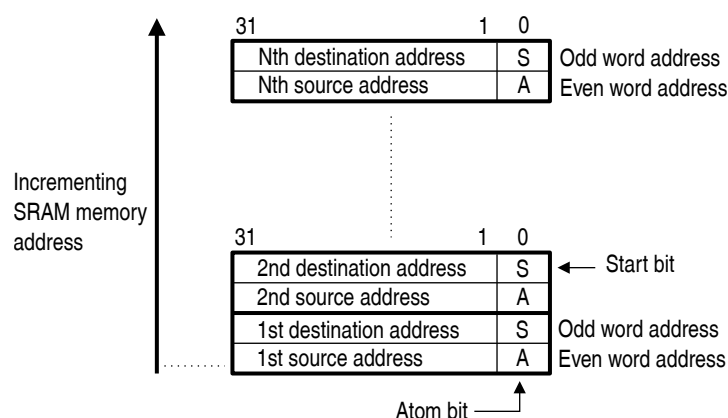 31 1 0
Nth destination address S Odd word address
Nth source address A Even word address
Incrementing
SRAM memory
address
31 1 0
2nd destination address S Start bit
2nd source address A
1st destination address S Odd word address
1st source address A Even word address
Atom bit